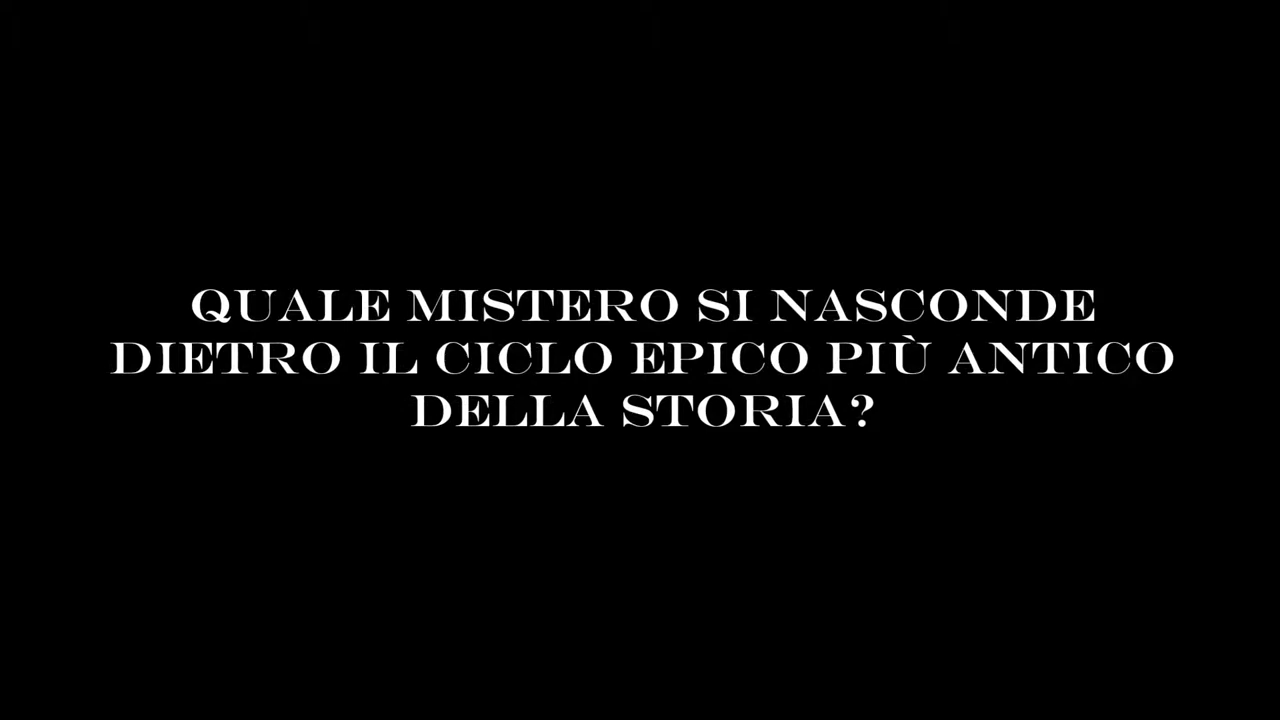 QUALE MISTERO SI NASCONDE
DIETRO IL CICLO EPICO PIÙ ANTICO
DELLA STORIA?